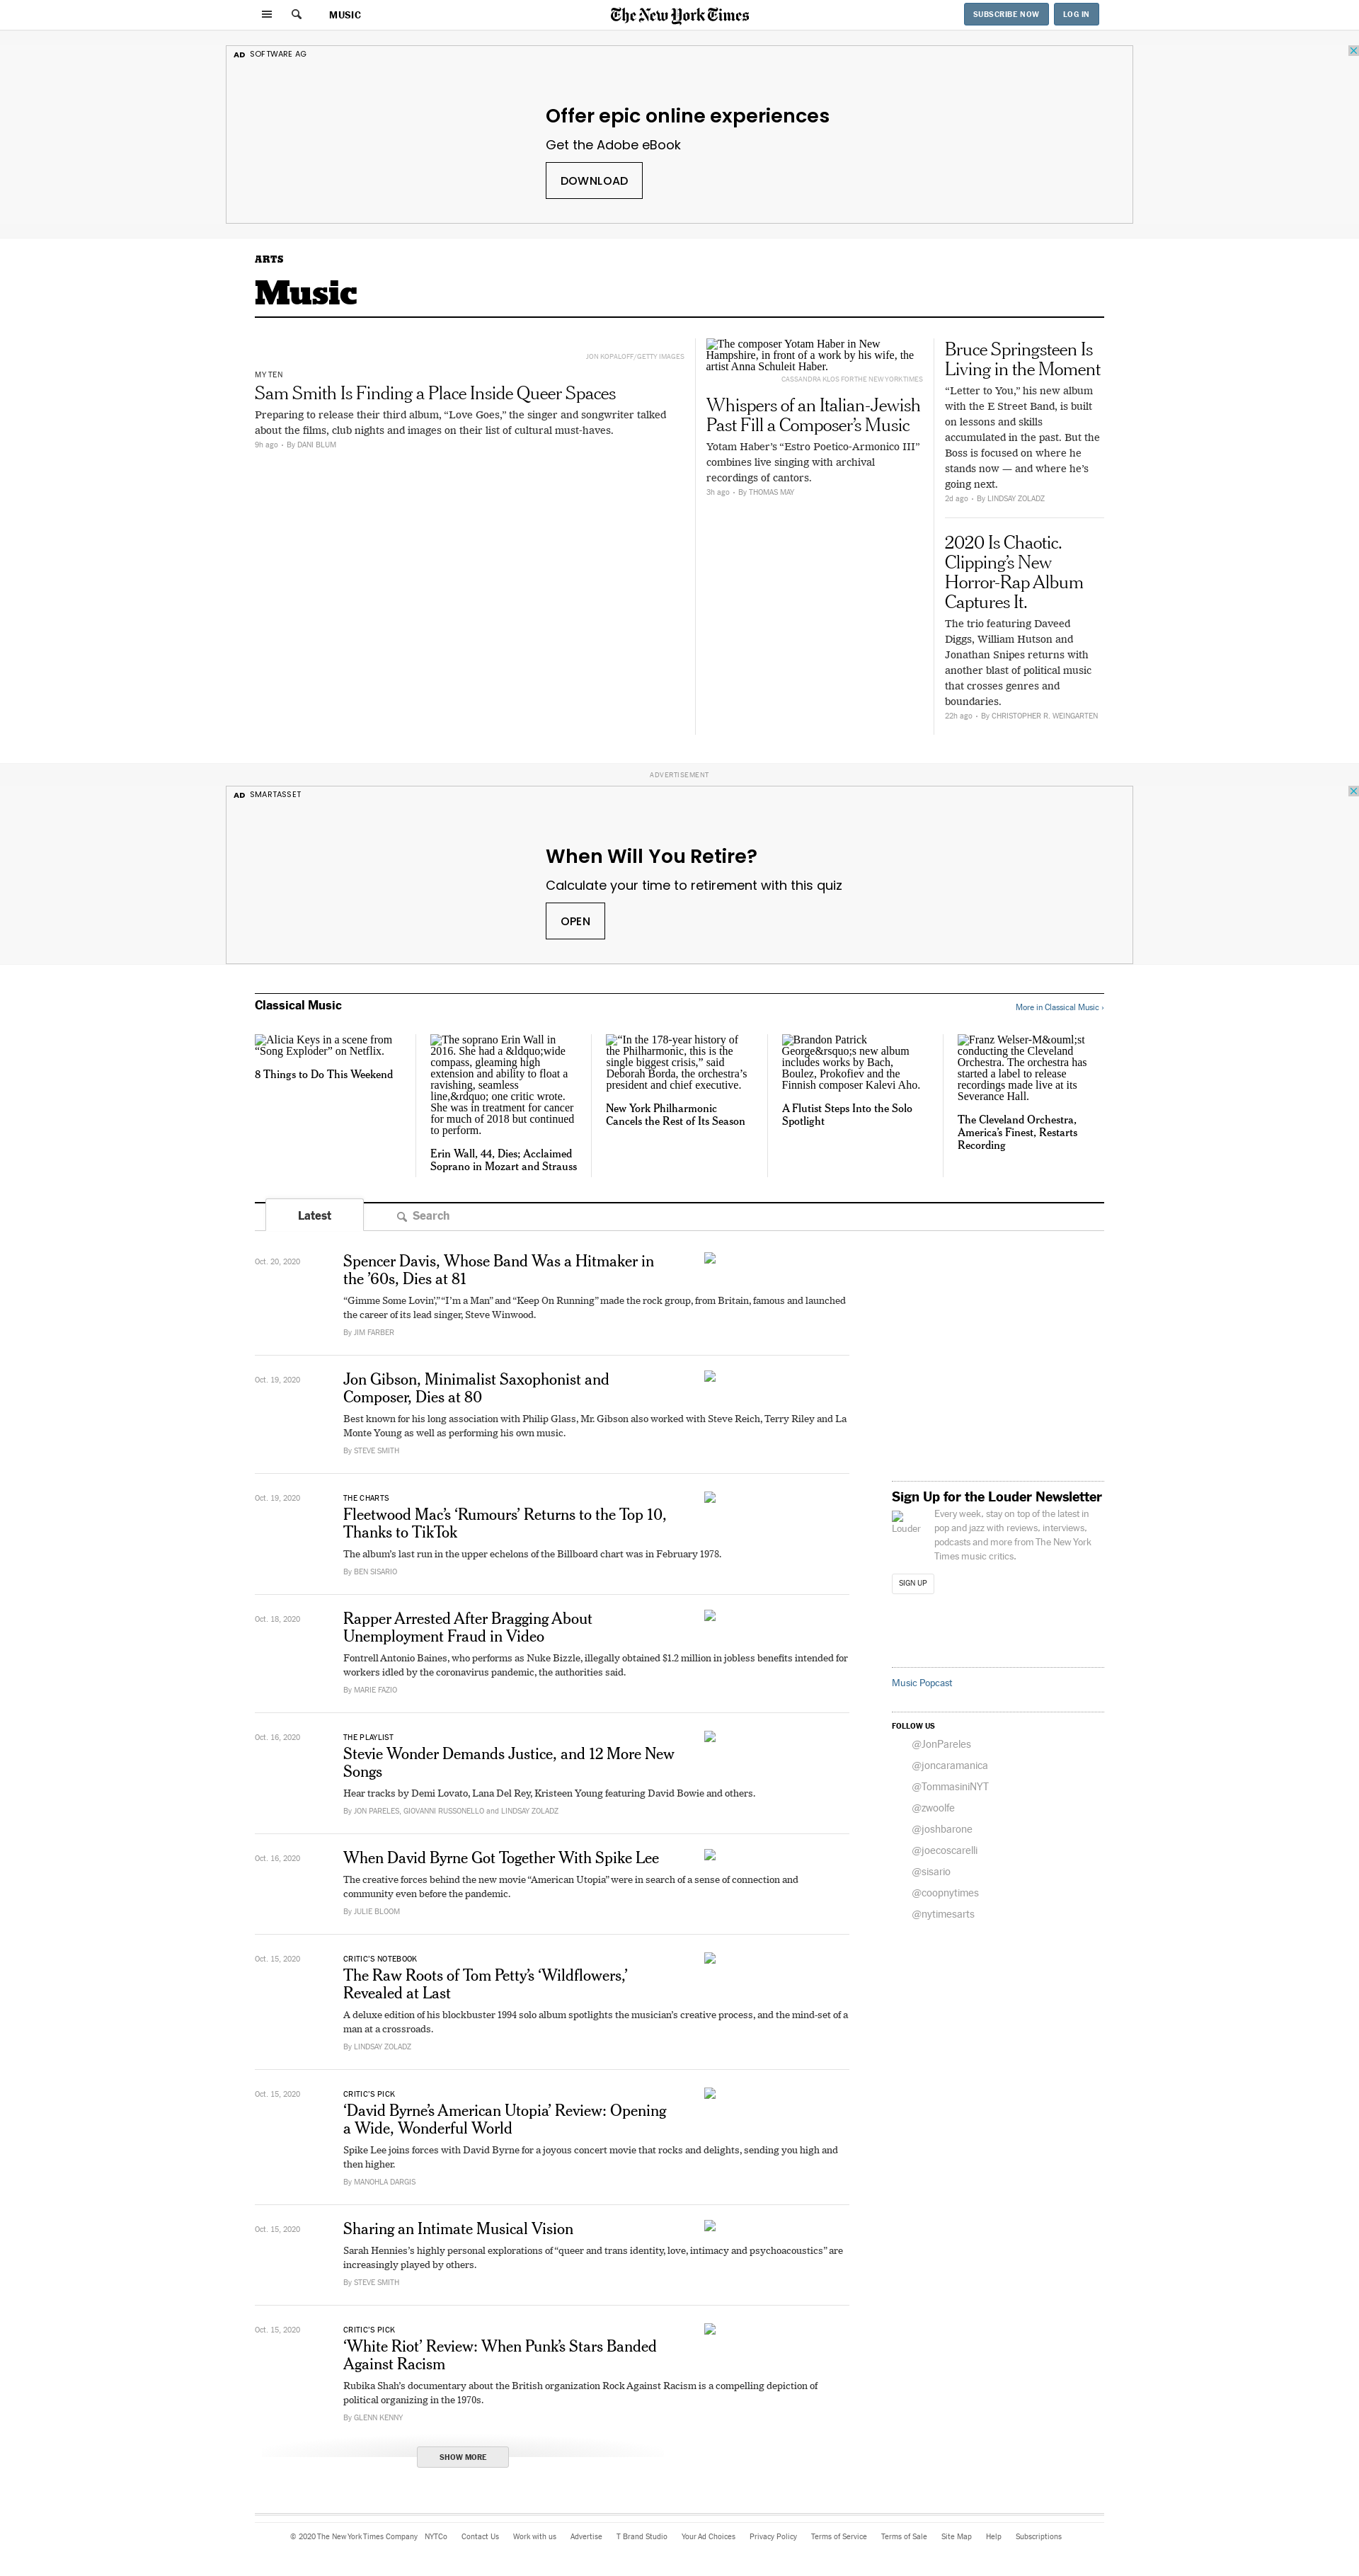 MUSIC
The New York Times
SUBSCRIBE NOW
LOG IN
AD SOFTWARE AG
Offer epic online experiences
Get the Adobe eBook
DOWNLOAD
ARTS
Music
JON KOPALOFF/GETTY IMAGES
MY TEN
Sam Smith Is Finding a Place Inside Queer Spaces
Preparing to release their third album, “Love Goes,” the singer and songwriter talked
about the films, club nights and images on their list of cultural must-haves.
9h ago • By DANI BLUM
The composer Yotam Haber in New
Hampshire, in front of a work by his wife, the
artist Anna Schuleit Haber.
CASSANDRA KLOS FOR THE NEW YORK TIMES
Whispers of an Italian-Jewish
Past Fill a Composer’s Music
Yotam Haber’s “Estro Poetico-Armonico III”
combines live singing with archival
recordings of cantors.
3h ago • By THOMAS MAY
Bruce Springsteen Is
Living in the Moment
“Letter to You,” his new album
with the E Street Band, is built
on lessons and skills
accumulated in the past. But the
Boss is focused on where he
stands now — and where he’s
going next.
2d ago • By LINDSAY ZOLADZ
2020 Is Chaotic.
Clipping’s New
Horror-Rap Album
Captures It.
The trio featuring Daveed
Diggs, William Hutson and
Jonathan Snipes returns with
another blast of political music
that crosses genres and
boundaries.
22h ago • By CHRISTOPHER R. WEINGARTEN
ADVERTISEMENT
AD SMARTASSET
When Will You Retire?
Calculate your time to retirement with this quiz
OPEN
Classical Music
More in Classical Music ›
Alicia Keys in a scene from
“Song Exploder” on Netflix.
8 Things to Do This Weekend
The soprano Erin Wall in
2016. She had a &ldquo;wide
compass, gleaming high
extension and ability to float a
ravishing, seamless
line,&rdquo; one critic wrote.
She was in treatment for cancer
for much of 2018 but continued
to perform.
Erin Wall, 44, Dies; Acclaimed
Soprano in Mozart and Strauss
“In the 178-year history of
the Philharmonic, this is the
single biggest crisis,” said
Deborah Borda, the orchestra’s
president and chief executive.
New York Philharmonic
Cancels the Rest of Its Season
Brandon Patrick
George&rsquo;s new album
includes works by Bach,
Boulez, Prokofiev and the
Finnish composer Kalevi Aho.
A Flutist Steps Into the Solo
Spotlight
Franz Welser-M&ouml;st
conducting the Cleveland
Orchestra. The orchestra has
started a label to release
recordings made live at its
Severance Hall.
The Cleveland Orchestra,
America’s Finest, Restarts
Recording
Latest
Search
Oct. 20, 2020
Spencer Davis, Whose Band Was a Hitmaker in
the ’60s, Dies at 81
“Gimme Some Lovin’,” “I’m a Man” and “Keep On Running” made the rock group, from Britain, famous and launched
the career of its lead singer, Steve Winwood.
By JIM FARBER
Oct. 19, 2020
Jon Gibson, Minimalist Saxophonist and
Composer, Dies at 80
Best known for his long association with Philip Glass, Mr. Gibson also worked with Steve Reich, Terry Riley and La
Monte Young as well as performing his own music.
By STEVE SMITH
Oct. 19, 2020
THE CHARTS
Fleetwood Mac’s ‘Rumours’ Returns to the Top 10,
Thanks to TikTok
The album’s last run in the upper echelons of the Billboard chart was in February 1978.
By BEN SISARIO
Oct. 18, 2020
Rapper Arrested After Bragging About
Unemployment Fraud in Video
Fontrell Antonio Baines, who performs as Nuke Bizzle, illegally obtained $1.2 million in jobless benefits intended for
workers idled by the coronavirus pandemic, the authorities said.
By MARIE FAZIO
Oct. 16, 2020
THE PLAYLIST
Stevie Wonder Demands Justice, and 12 More New
Songs
Hear tracks by Demi Lovato, Lana Del Rey, Kristeen Young featuring David Bowie and others.
By JON PARELES, GIOVANNI RUSSONELLO and LINDSAY ZOLADZ
Oct. 16, 2020
When David Byrne Got Together With Spike Lee
The creative forces behind the new movie “American Utopia” were in search of a sense of connection and
community even before the pandemic.
By JULIE BLOOM
Oct. 15, 2020
CRITIC’S NOTEBOOK
The Raw Roots of Tom Petty’s ‘Wildflowers,’
Revealed at Last
A deluxe edition of his blockbuster 1994 solo album spotlights the musician’s creative process, and the mind-set of a
man at a crossroads.
By LINDSAY ZOLADZ
Oct. 15, 2020
CRITIC’S PICK
‘David Byrne’s American Utopia’ Review: Opening
a Wide, Wonderful World
Spike Lee joins forces with David Byrne for a joyous concert movie that rocks and delights, sending you high and
then higher.
By MANOHLA DARGIS
Oct. 15, 2020
Sharing an Intimate Musical Vision
Sarah Hennies’s highly personal explorations of “queer and trans identity, love, intimacy and psychoacoustics” are
increasingly played by others.
By STEVE SMITH
Oct. 15, 2020
CRITIC’S PICK
‘White Riot’ Review: When Punk’s Stars Banded
Against Racism
Rubika Shah’s documentary about the British organization Rock Against Racism is a compelling depiction of
political organizing in the 1970s.
By GLENN KENNY
SHOW MORE
Sign Up for the Louder Newsletter
Louder
Every week, stay on top of the latest in
pop and jazz with reviews, interviews,
podcasts and more from The New York
Times music critics.
SIGN UP
Music Popcast
FOLLOW US
@JonPareles
@joncaramanica
@TommasiniNYT
@zwoolfe
@joshbarone
@joecoscarelli
@sisario
@coopnytimes
@nytimesarts
© 2020 The New York Times Company NYTCo Contact Us Work with us Advertise T Brand Studio Your Ad Choices Privacy Policy Terms of Service Terms of Sale Site Map Help Subscriptions